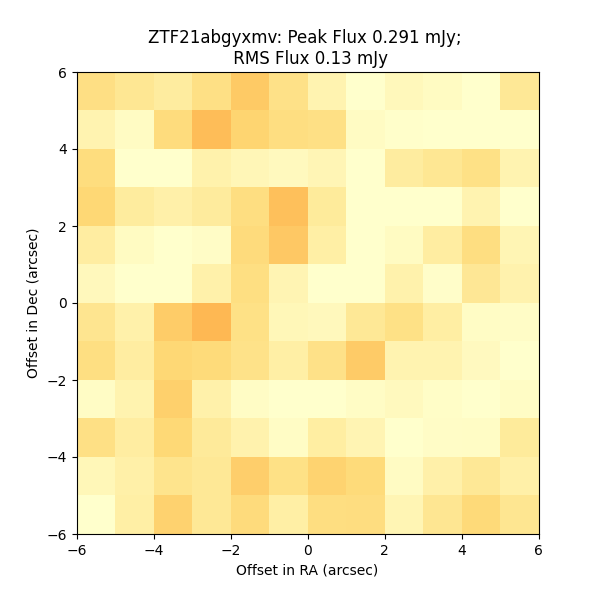 ZTF21abgyxmv: Peak Flux 0.291 mJy;
RMS Flux 0.13 mJy
6
4
2
0
−2
−4
−6
Offset in Dec (arcsec)
−6 −4 −2 0 2 4 6
Offset in RA (arcsec)